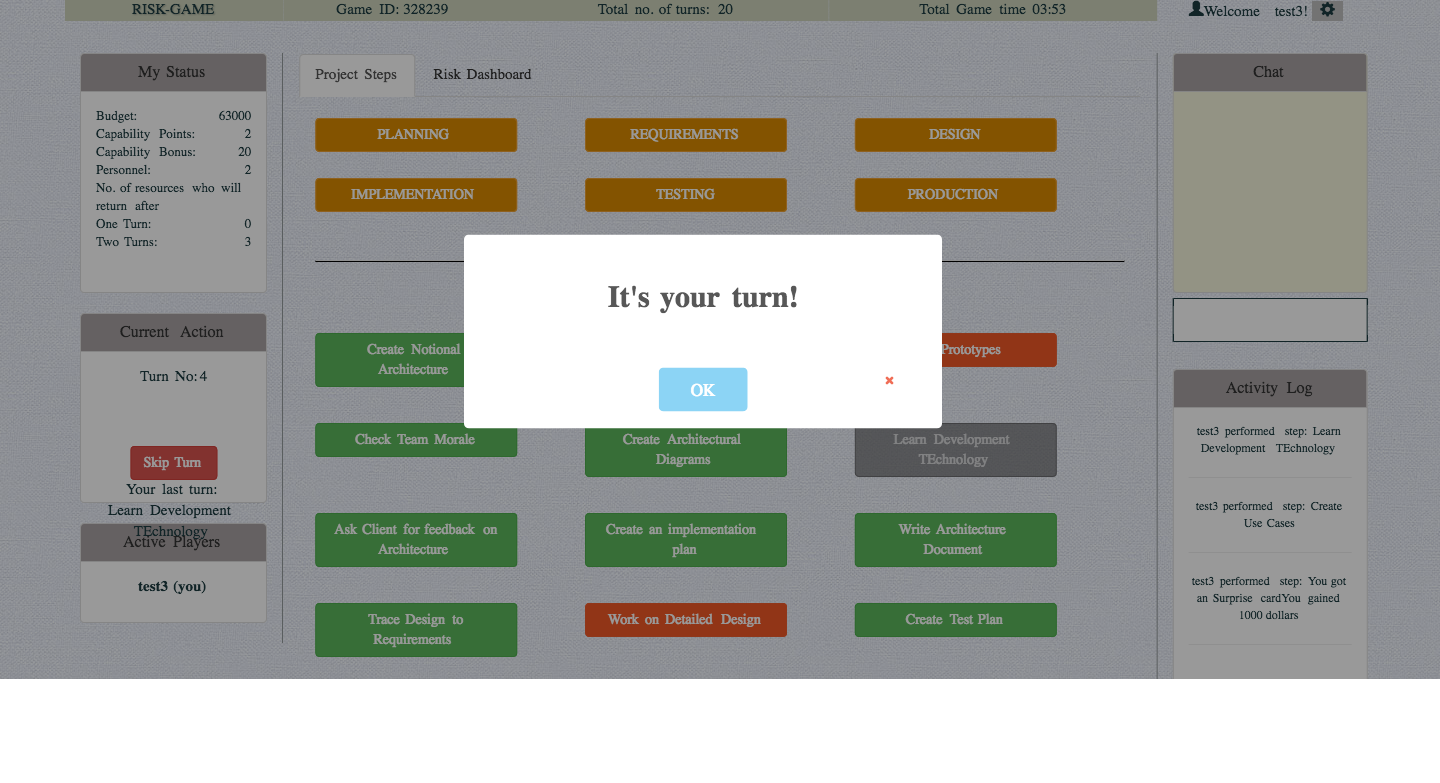 RISK-GAME
Game ID: 328239
Total no. of turns: 20
Total Game time 03:53
Welcome test3!
My Status
Budget: 63000
Capability Points: 2
Capability Bonus: 20
Personnel: 2
No. of resources who will
return after
One Turn: 0
Two Turns: 3
Current Action
Turn No: 4
Skip Turn
Your last turn:
Learn Development
TEchnology
Active Players
test3 (you)
Project Steps
Risk Dashboard
PLANNING
REQUIREMENTS
DESIGN
IMPLEMENTATION
TESTING
PRODUCTION
It's your turn!
OK
Create Notional
Architecture
Prototypes
Check Team Morale
Create Architectural
Diagrams
Learn Development
TEchnology
Ask Client for feedback on
Architecture
Create an implementation
plan
Write Architecture
Document
Trace Design to
Requirements
Work on Detailed Design
Create Test Plan
Chat
Activity Log
test3 performed step: Learn
Development TEchnology
test3 performed step: Create
Use Cases
test3 performed step: You got
an Surprise cardYou gained
1000 dollars